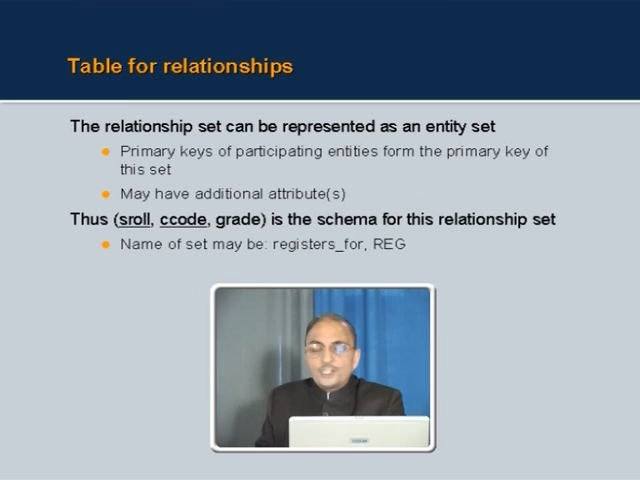 Table for relationships
The relationship set can be represented as an entity set
Primary keys of participating entities form the primary key of
this set
May have additional attribute(s)
Thus (sroll, ccode, grade) is the schema for this relationship set
Name of set may be: registers_for, REG